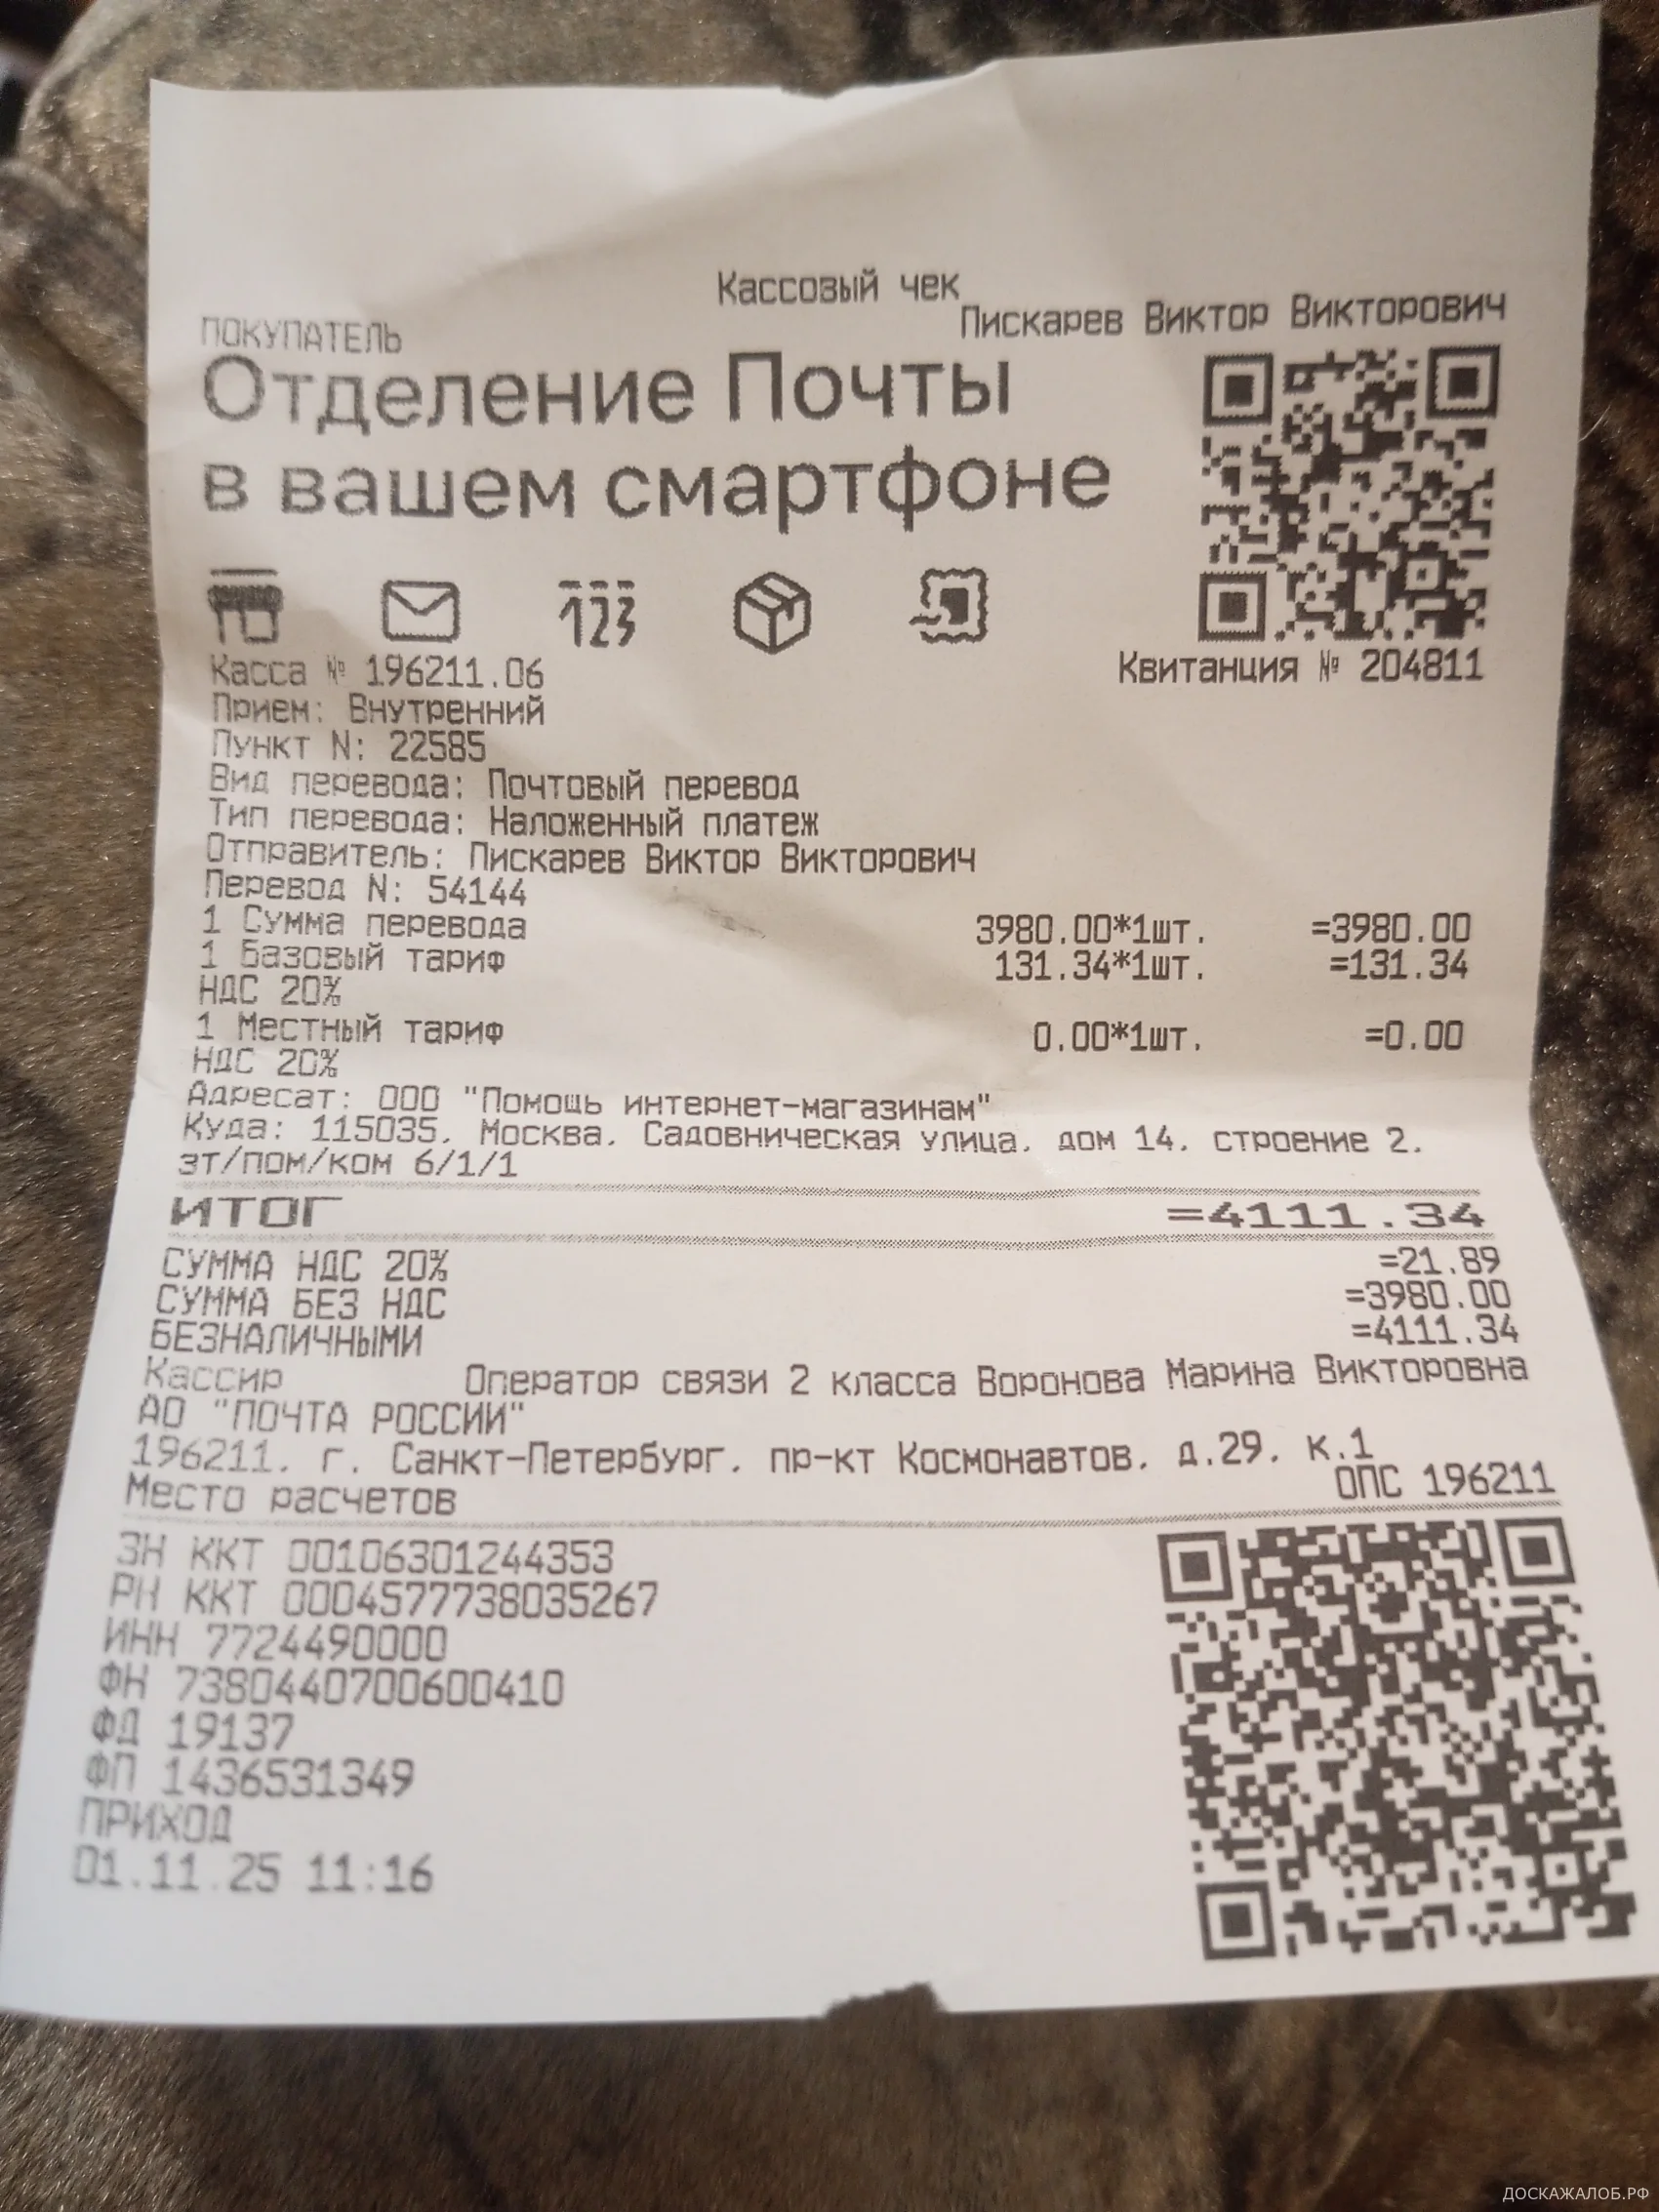 Кассовый чек
ПОКУПАТЕЛЬ Пискарев Виктор Викторович
Отделение Почты
в вашем смартфоне
123
Касса № 196211.06 Квитанция № 204811
Прием: Внутренний
Пункт N: 22585
Вид перевода: Почтовый перевод
Тип перевода: Наложенный платеж
Отправитель: Пискарев Виктор Викторович
Перевод N: 54144
1 Сумма перевода 3980.00*1шт. =3980.00
1 Базовый тариф 131.34*1шт. =131.34
НДС 20%
1 Местный тариф 0.00*1шт. =0.00
НДС 20%
Адресат: ООО "Помощь интернет-магазинам"
Куда: 115035, Москва, Садовническая улица, дом 14, строение 2,
эт/пом/ком 6/1/1
ИТОГ =4111.34
СУММА НДС 20% =21.89
СУММА БЕЗ НДС =3980.00
БЕЗНАЛИЧНЫМИ =4111.34
Кассир Оператор связи 2 класса Воронова Марина Викторовна
АО "ПОЧТА РОССИИ"
196211, г. Санкт-Петербург, пр-кт Космонавтов, д.29, к.1
Место расчетов ОПС 196211
ЗН ККТ 00106301244353
РН ККТ 0004577738035267
ИНН 7724490000
ФН 7380440700600410
ФД 19137
ФП 1436531349
ПРИХОД
01.11.25 11:16
ДОСКАЖАЛОБ.РФ